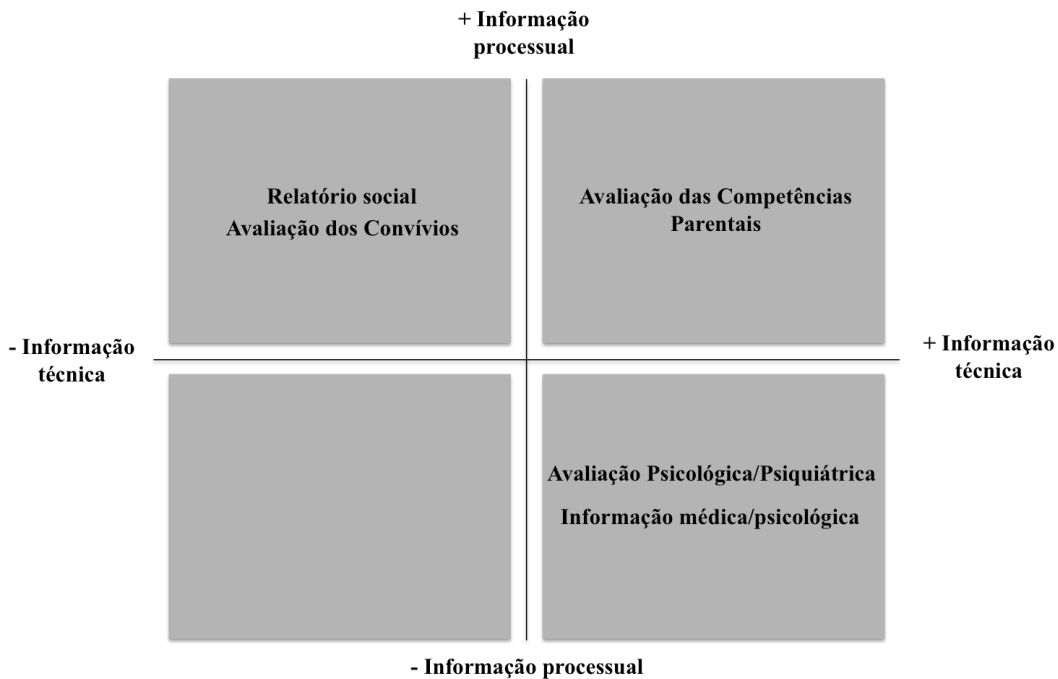 + Informação
processual
Relatório social
Avaliação dos Convívios
Avaliação das Competências
Parentais
- Informação
técnica
+ Informação
técnica
Avaliação Psicológica/Psiquiátrica
Informação médica/psicológica
- Informação processual